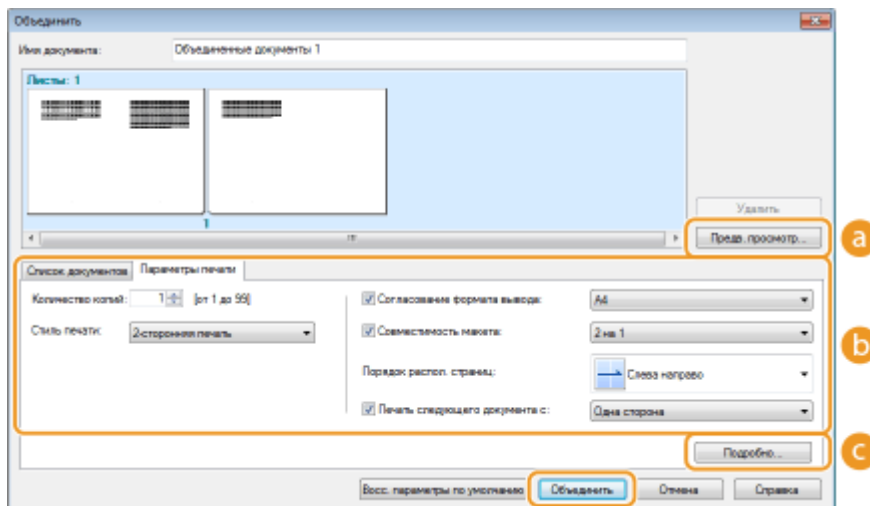 Объединить
Имя документа: Объединенные документы 1
Листы: 1
1
Удалить
Предв. просмотр...
a
Список документов Параметры печати
Количество копий: 1 [от 1 до 99]
Согласование формата вывода: A4
Стиль печати: 2-сторонняя печать
Совместимость макета: 2 на 1
b
Порядок распол. страниц: Слева направо
Печать следующего документа с: Одна сторона
Подробно...
c
Восс. параметры по умолчанию Объединить Отмена Справка